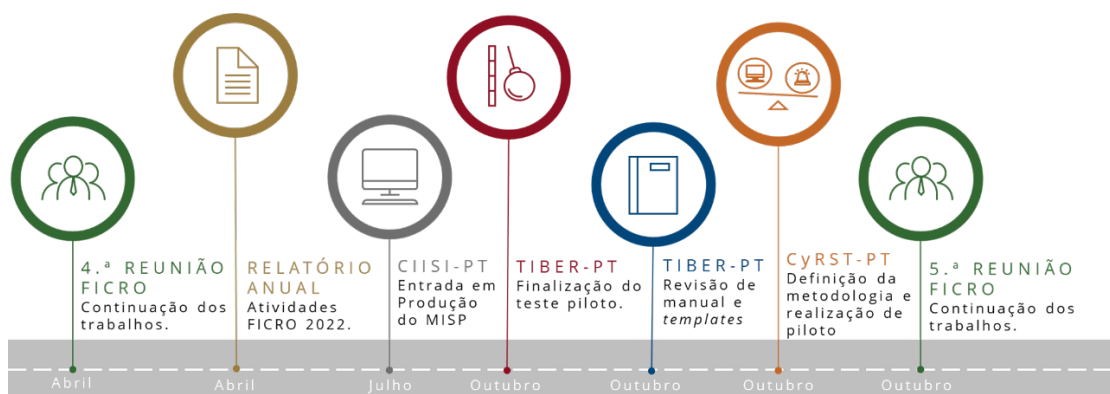 4.ª REUNIÃO
FICRO
Continuação dos
trabalhos.
RELATÓRIO
ANUAL
Atividades
FICRO 2022.
CIISI-PT
Entrada em
Produção
do MISP
TIBER-PT
Finalização do
teste piloto.
TIBER-PT
Revisão de
manual e
templates
CyRST-PT
Definição da
metodologia e
realização de
piloto
5.ª REUNIÃO
FICRO
Continuação dos
trabalhos.
Abril
Abril
Julho
Outubro
Outubro
Outubro
Outubro